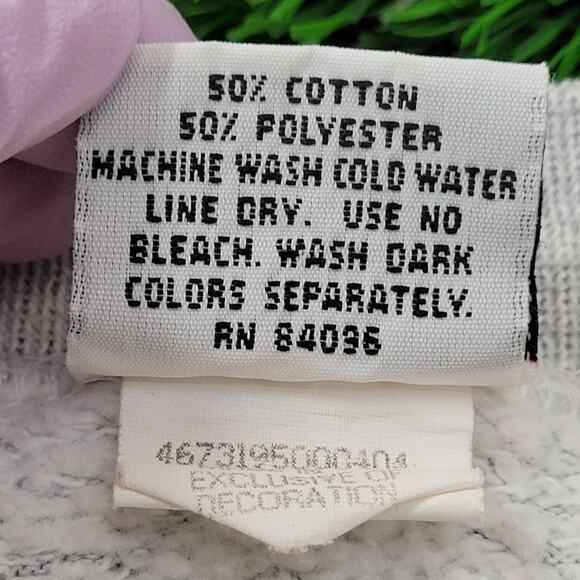 50% COTTON
50% POLYESTER
MACHINE WASH COLD WATER
LINE DRY. USE NO
BLEACH. WASH DARK
COLORS SEPARATELY.
RN 84096
4673195000404
EXCLUSIVE OF
DECORATION